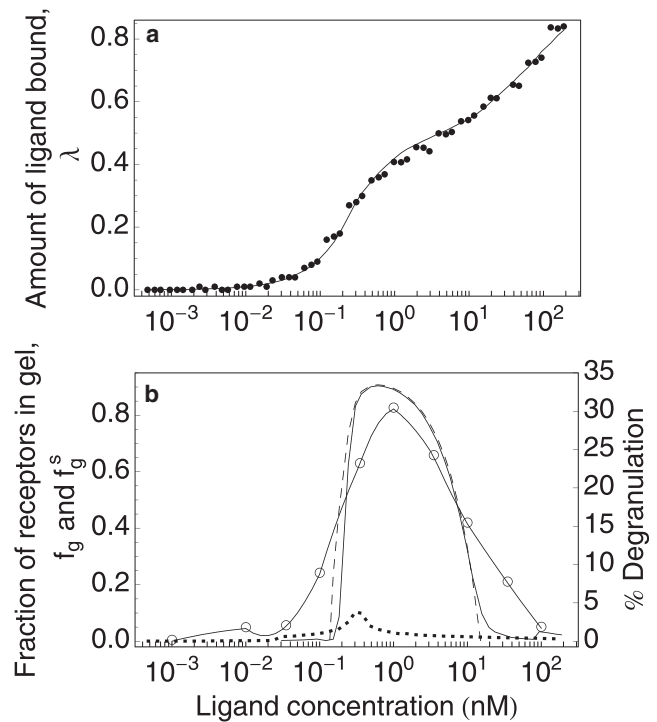 a
Amount of ligand bound,
λ
0.8
0.6
0.4
0.2
0.0
10⁻³ 10⁻² 10⁻¹ 10⁰ 10¹ 10²
b
Fraction of receptors in gel,
f_g and f_g^s
0.8
0.6
0.4
0.2
0.0
35
30
25
20
15
10
5
0
% Degranulation
10⁻³ 10⁻² 10⁻¹ 10⁰ 10¹ 10²
Ligand concentration (nM)